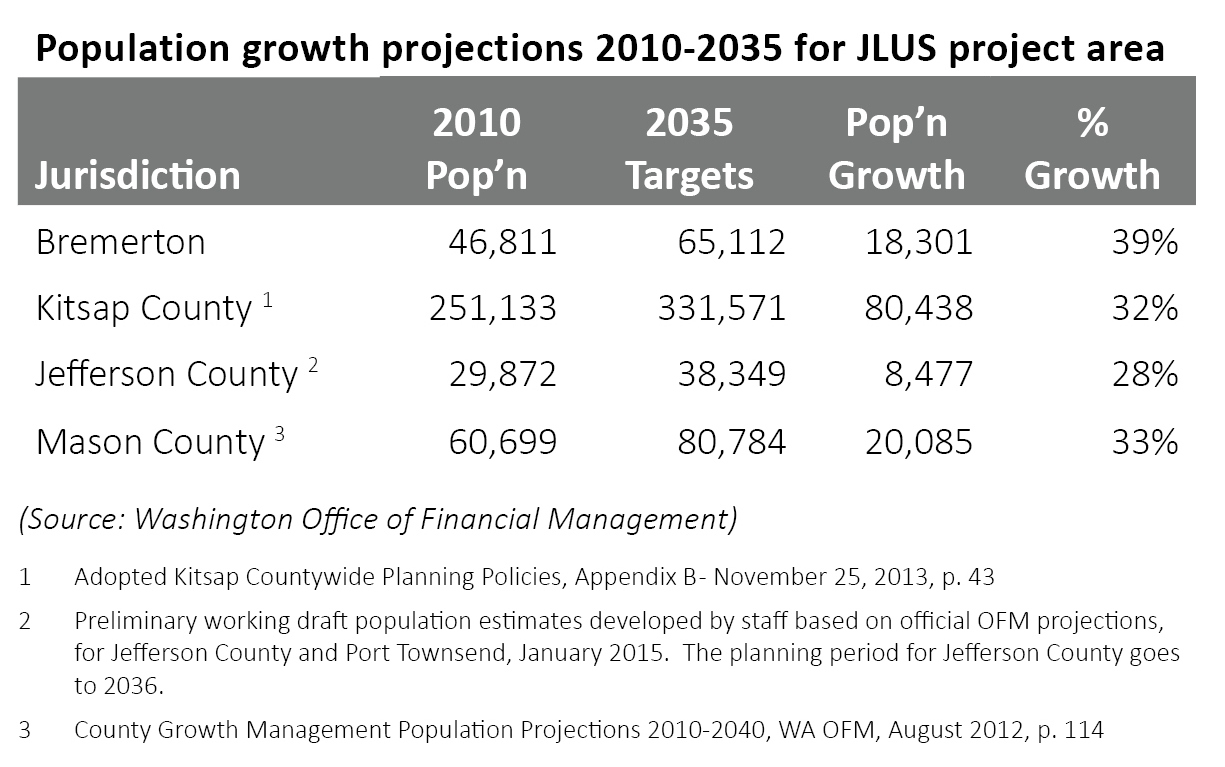 Population growth projections 2010-2035 for JLUS project area
Jurisdiction 2010 Pop’n 2035 Targets Pop’n Growth % Growth
Bremerton 46,811 65,112 18,301 39%
Kitsap County 1 251,133 331,571 80,438 32%
Jefferson County 2 29,872 38,349 8,477 28%
Mason County 3 60,699 80,784 20,085 33%
(Source: Washington Office of Financial Management)
1 Adopted Kitsap Countywide Planning Policies, Appendix B- November 25, 2013, p. 43
2 Preliminary working draft population estimates developed by staff based on official OFM projections,
for Jefferson County and Port Townsend, January 2015. The planning period for Jefferson County goes
to 2036.
3 County Growth Management Population Projections 2010-2040, WA OFM, August 2012, p. 114